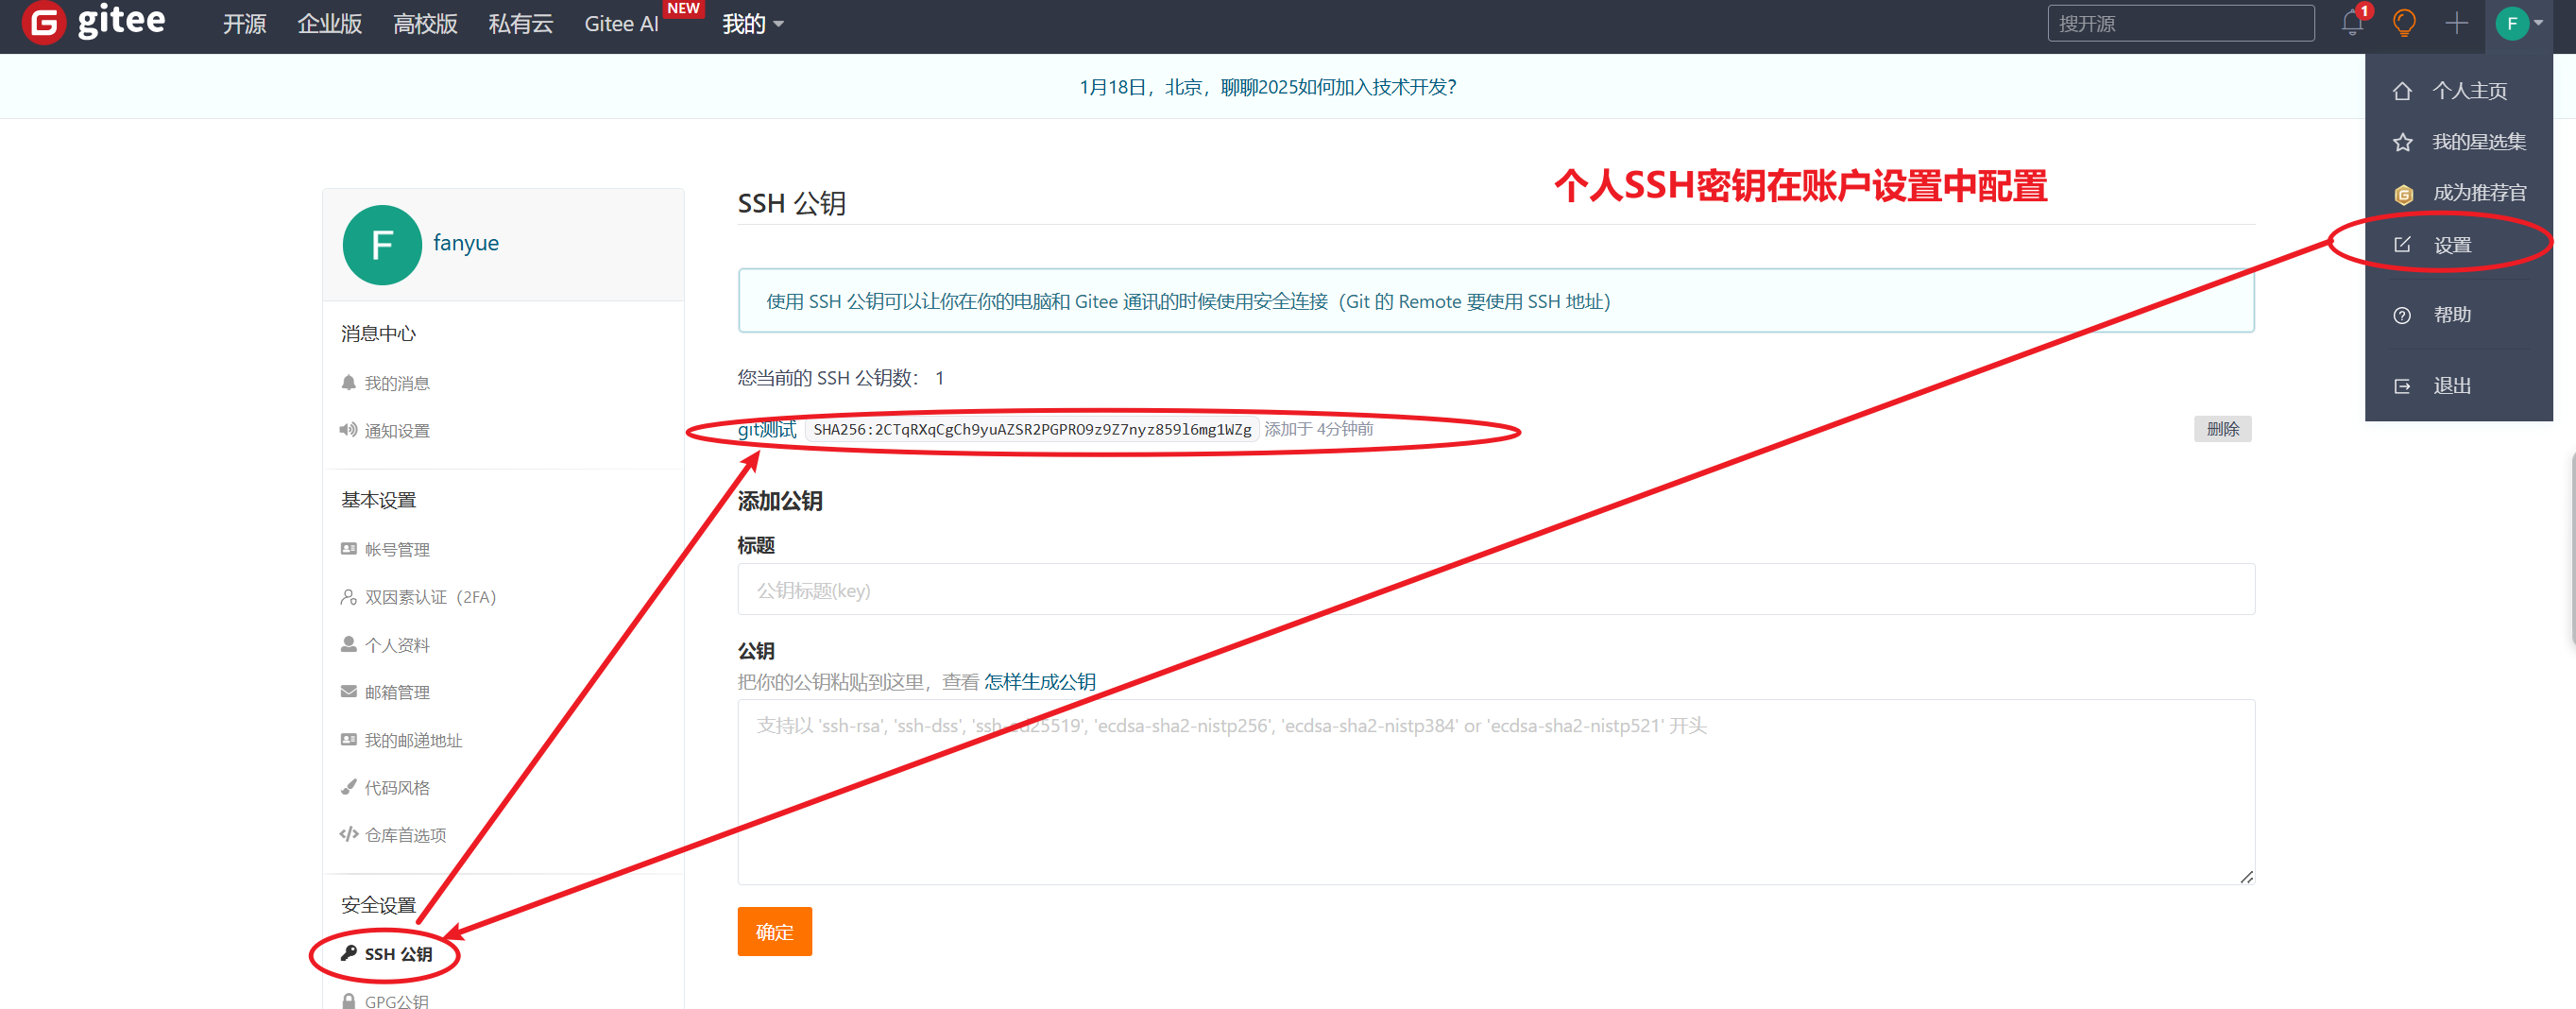 gitee 开源 企业版 高校版 私有云 Gitee AI NEW 我的 搜开源 1 F
1月18日，北京，聊聊2025如何加入技术开发？
个人主页
我的星选集
成为推荐官
设置
帮助
退出
个人SSH密钥在账户设置中配置
F fanyue
消息中心
我的消息
通知设置
基本设置
帐号管理
双因素认证（2FA）
个人资料
邮箱管理
我的邮递地址
代码风格
仓库首选项
安全设置
SSH 公钥
GPG公钥
SSH 公钥
使用 SSH 公钥可以让你在你的电脑和 Gitee 通讯的时候使用安全连接（Git 的 Remote 要使用 SSH 地址）
您当前的 SSH 公钥数： 1
git测试 SHA256:2CTqRXqCgCh9yuAZSR2PGPRO9z9Z7nyz859l6mg1WZg 添加于 4分钟前 删除
添加公钥
标题
公钥标题(key)
公钥
把你的公钥粘贴到这里，查看 怎样生成公钥
支持以 'ssh-rsa', 'ssh-dss', 'ssh-ed25519', 'ecdsa-sha2-nistp256', 'ecdsa-sha2-nistp384' or 'ecdsa-sha2-nistp521' 开头
确定